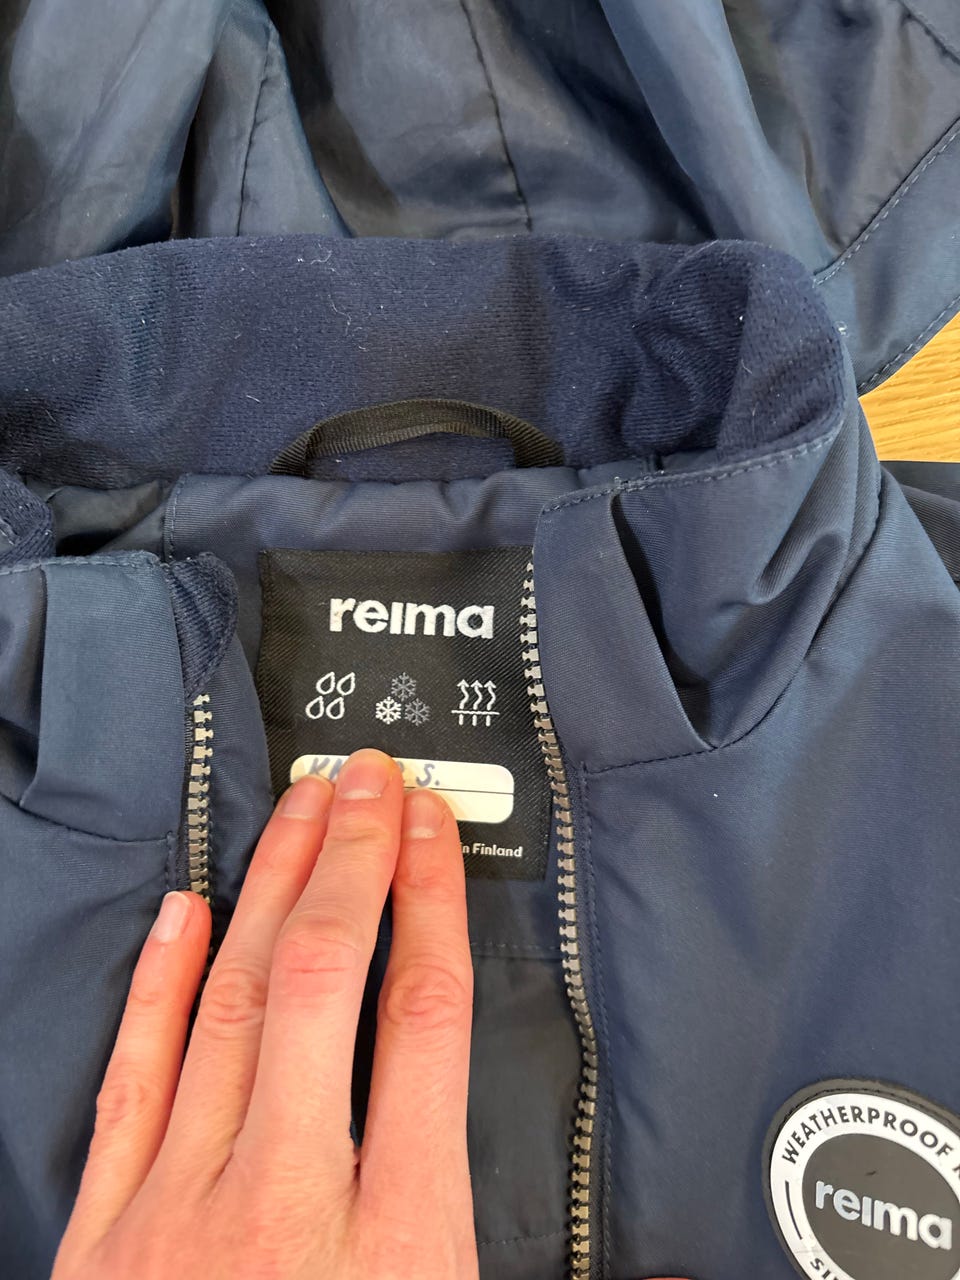 reima
S.
in Finland
WEATHERPROOF
reima